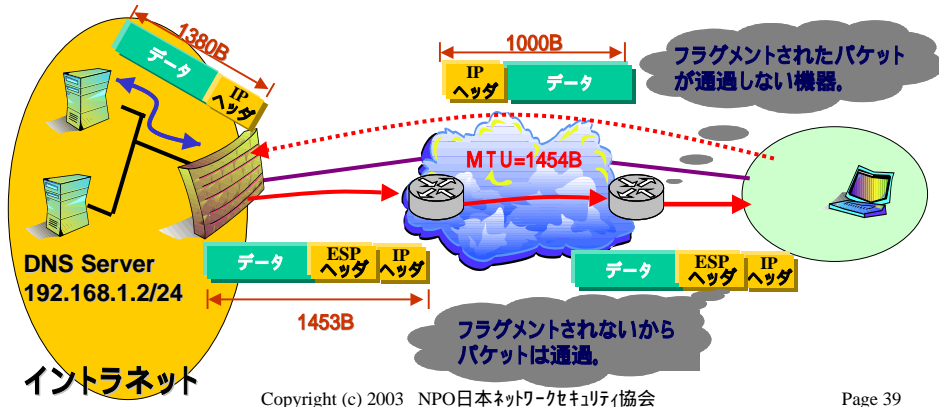 1380B
データ
IP
ヘッダ
1000B
IP
ヘッダ
データ
フラグメントされたパケット
が通過しない機器。
MTU=1454B
DNS Server
192.168.1.2/24
データ
ESP
ヘッダ
IP
ヘッダ
1453B
データ
ESP
ヘッダ
IP
ヘッダ
フラグメントされないから
パケットは通過。
イントラネット
Copyright (c) 2003 NPO日本ﾈｯﾄﾜｰｸｾｷｭﾘﾃｨ協会
Page 39